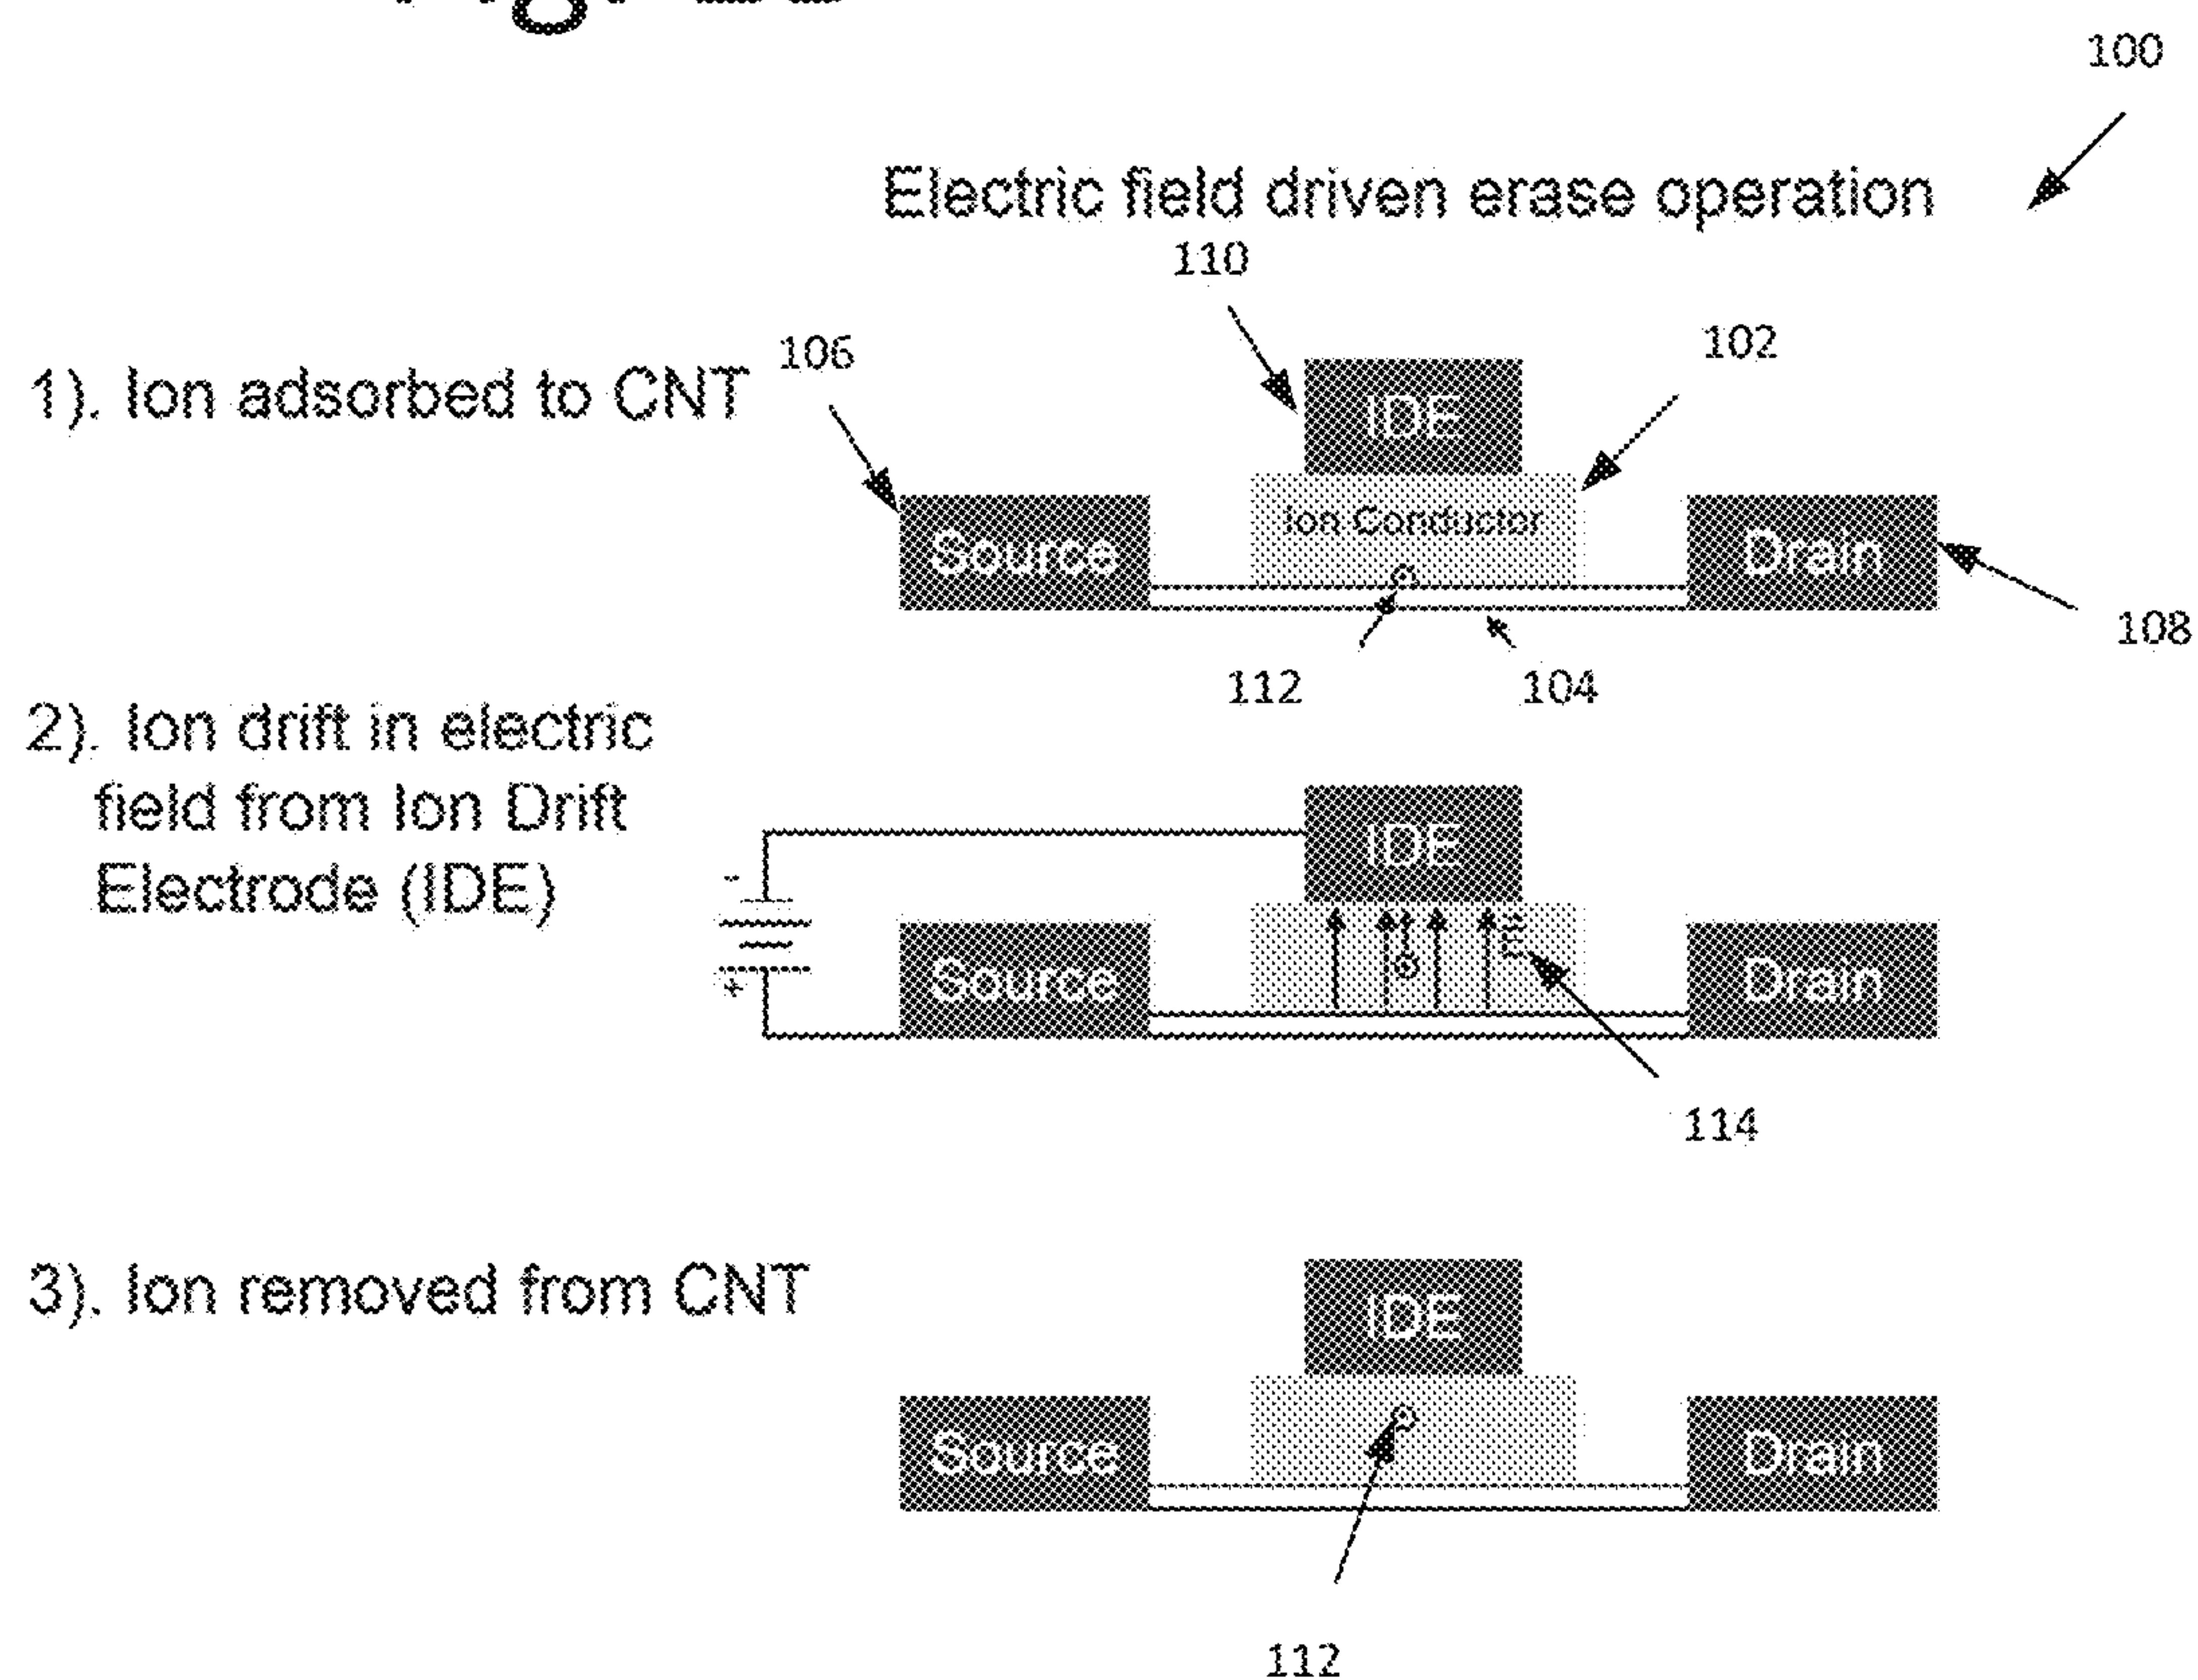 100
Electric field driven erase operation
110
1). Ion adsorbed to CNT
106
102
IDE
Ion Conductor
Source
Drain
108
112
104
2). Ion drift in electric
field from Ion Drift
Electrode (IDE)
IDE
-
E
Source
Drain
+
114
3). Ion removed from CNT
IDE
Source
Drain
112